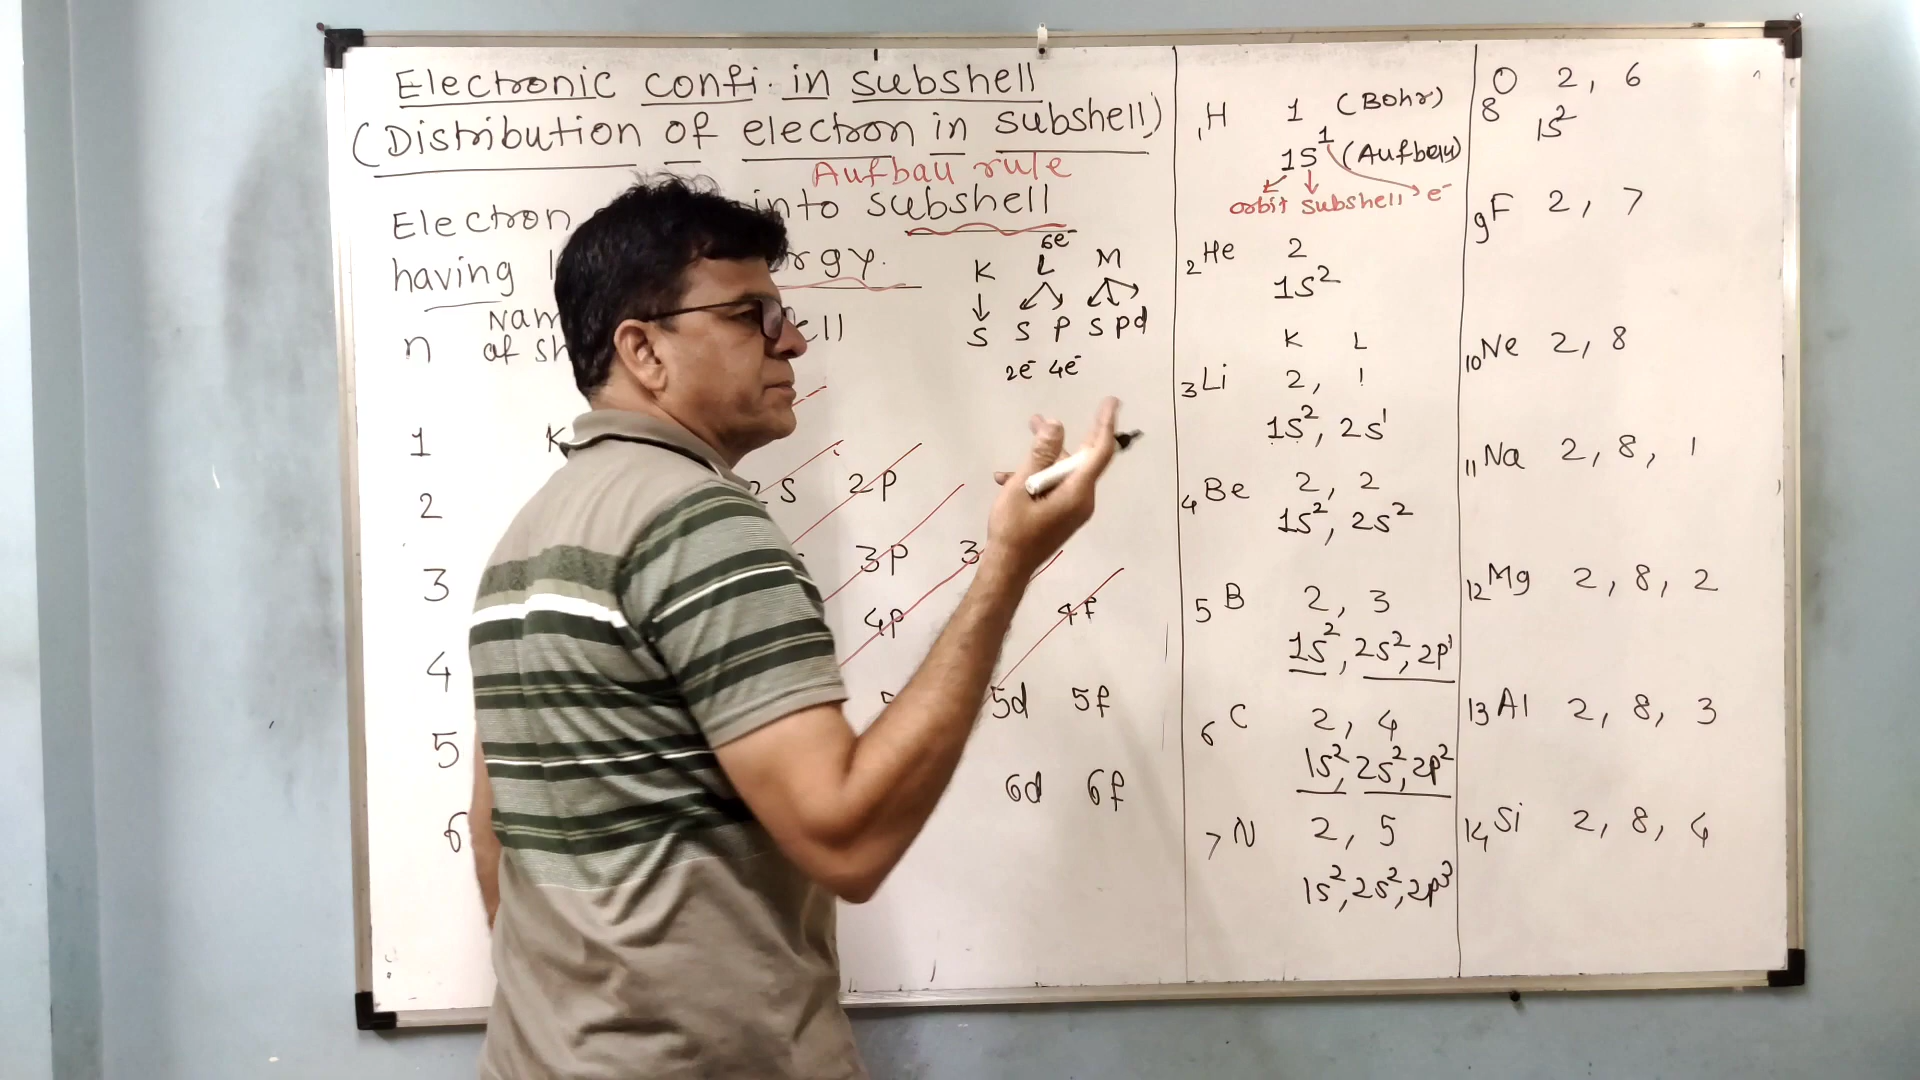 Electronic confi. in subshell
(Distribution of electron in subshell)
Aufbau rule
Electron into subshell
having
n
of
1 K
2 2s 2p
3 3p 3
4 4p 4f
5 5d 5f
6 6d 6f
6e⁻
K L M
S S P S P d
2e⁻ 4e⁻
₁H 1 (Bohr)
1S¹ (Aufbau)
orbit subshell e⁻
₂He 2
1S²
K L
₃Li 2, 1
1S², 2S¹
₄Be 2, 2
1S², 2S²
₅B 2, 3
1S², 2S², 2P¹
₆C 2, 4
1S², 2S², 2P²
₇N 2, 5
1S², 2S², 2P³
₈O 2, 6
1S²
₉F 2, 7
₁₀Ne 2, 8
₁₁Na 2, 8, 1
₁₂Mg 2, 8, 2
₁₃Al 2, 8, 3
₁₄Si 2, 8, 4